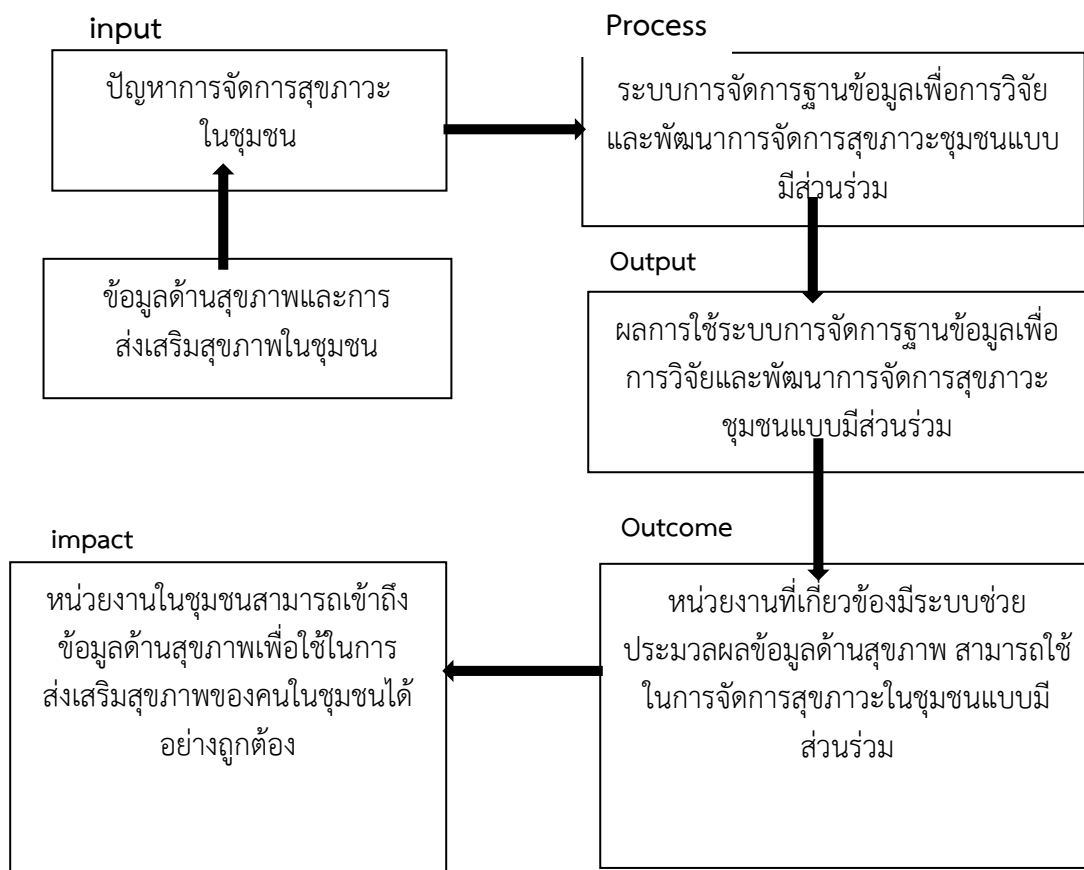 input
ปัญหาการจัดการสุขภาวะ
ในชุมชน
ข้อมูลด้านสุขภาพและการ
ส่งเสริมสุขภาพในชุมชน
Process
ระบบการจัดการฐานข้อมูลเพื่อการวิจัย
และพัฒนาการจัดการสุขภาวะชุมชนแบบ
มีส่วนร่วม
Output
ผลการใช้ระบบการจัดการฐานข้อมูลเพื่อ
การวิจัยและพัฒนาการจัดการสุขภาวะ
ชุมชนแบบมีส่วนร่วม
Outcome
หน่วยงานที่เกี่ยวข้องมีระบบช่วย
ประมวลผลข้อมูลด้านสุขภาพ สามารถใช้
ในการจัดการสุขภาวะในชุมชนแบบมี
ส่วนร่วม
impact
หน่วยงานในชุมชนสามารถเข้าถึง
ข้อมูลด้านสุขภาพเพื่อใช้ในการ
ส่งเสริมสุขภาพของคนในชุมชนได้
อย่างถูกต้อง